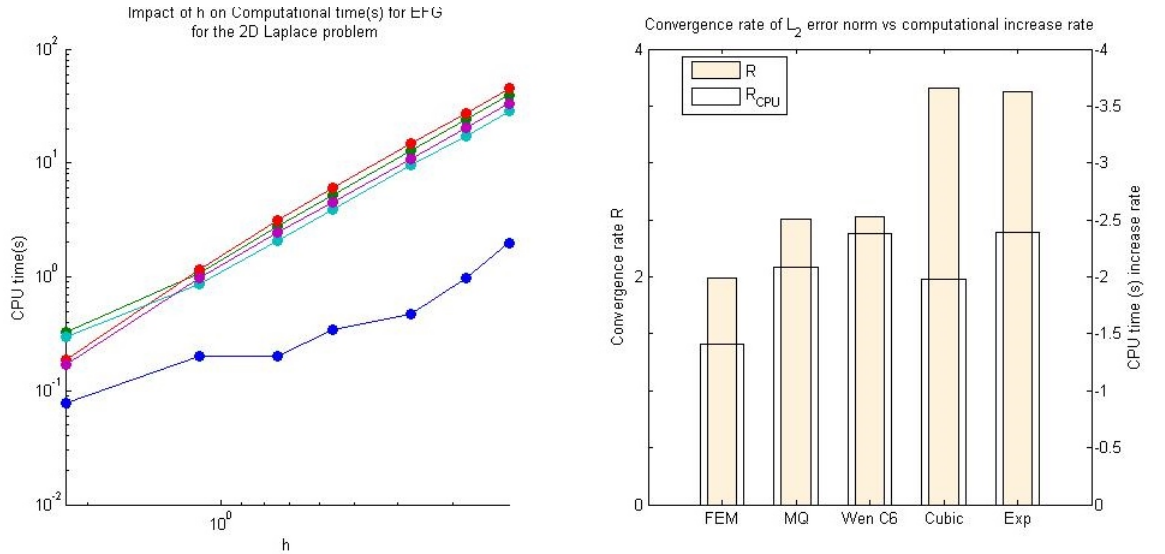 Impact of h on Computational time(s) for EFG
for the 2D Laplace problem
10^2
10^1
10^0
10^-1
10^-2
CPU time(s)
10^0
h
Convergence rate of L_2 error norm vs computational increase rate
R
R_CPU
4
2
0
Convergence rate R
-4
-3.5
-3
-2.5
-2
-1.5
-1
-0.5
0
CPU time (s) increase rate
FEM MQ Wen C6 Cubic Exp